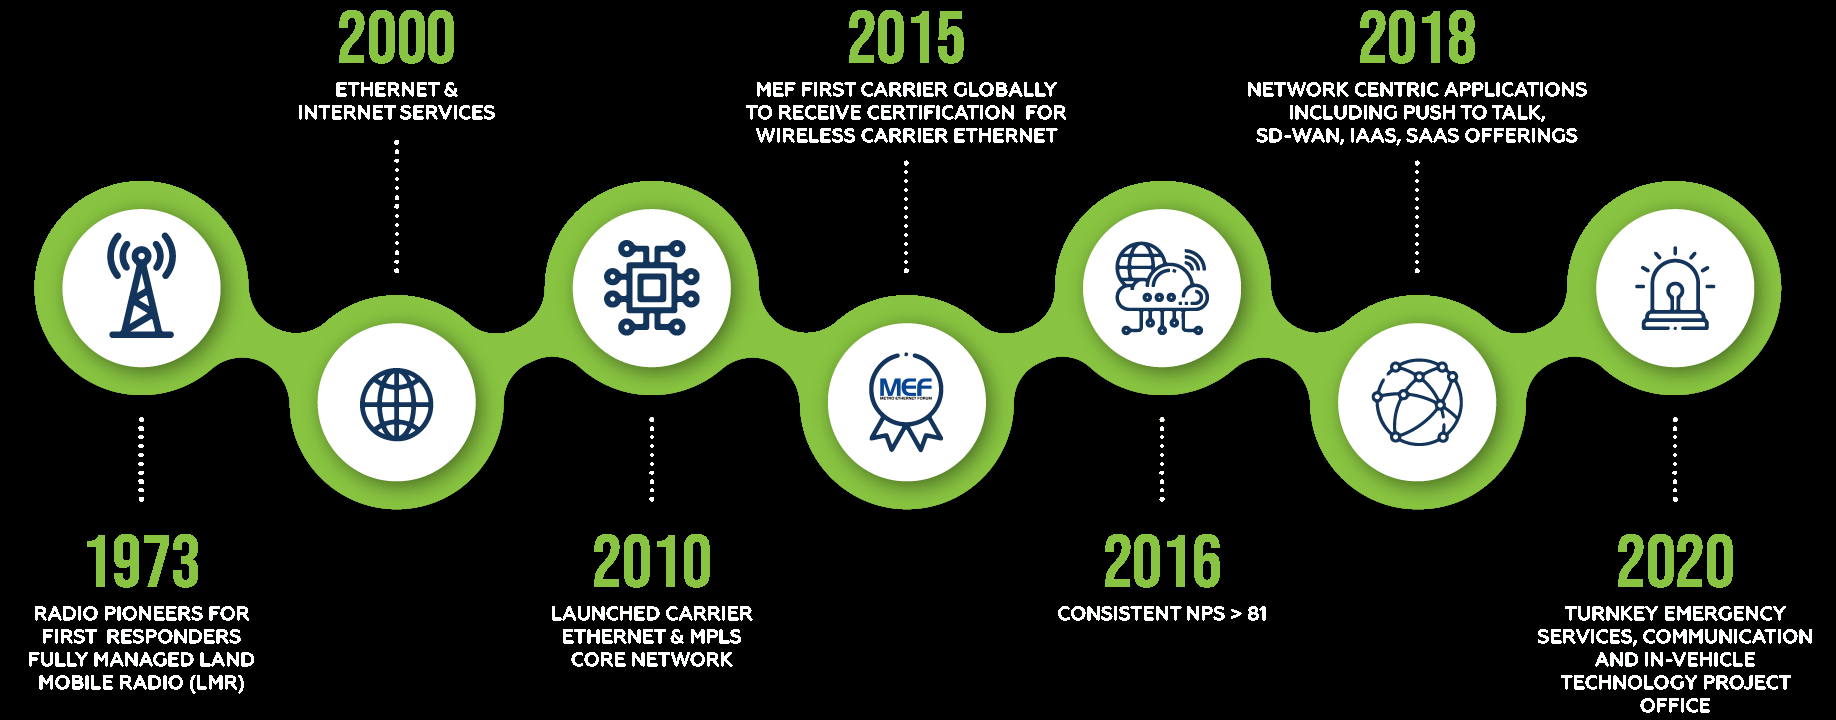 2000
ETHERNET &
INTERNET SERVICES
2015
MEF FIRST CARRIER GLOBALLY
TO RECEIVE CERTIFICATION FOR
WIRELESS CARRIER ETHERNET
2018
NETWORK CENTRIC APPLICATIONS
INCLUDING PUSH TO TALK,
SD-WAN, IAAS, SAAS OFFERINGS
MEF
METRO ETHERNET FORUM
1973
RADIO PIONEERS FOR
FIRST RESPONDERS
FULLY MANAGED LAND
MOBILE RADIO (LMR)
2010
LAUNCHED CARRIER
ETHERNET & MPLS
CORE NETWORK
2016
CONSISTENT NPS > 81
2020
TURNKEY EMERGENCY
SERVICES, COMMUNICATION
AND IN-VEHICLE
TECHNOLOGY PROJECT
OFFICE